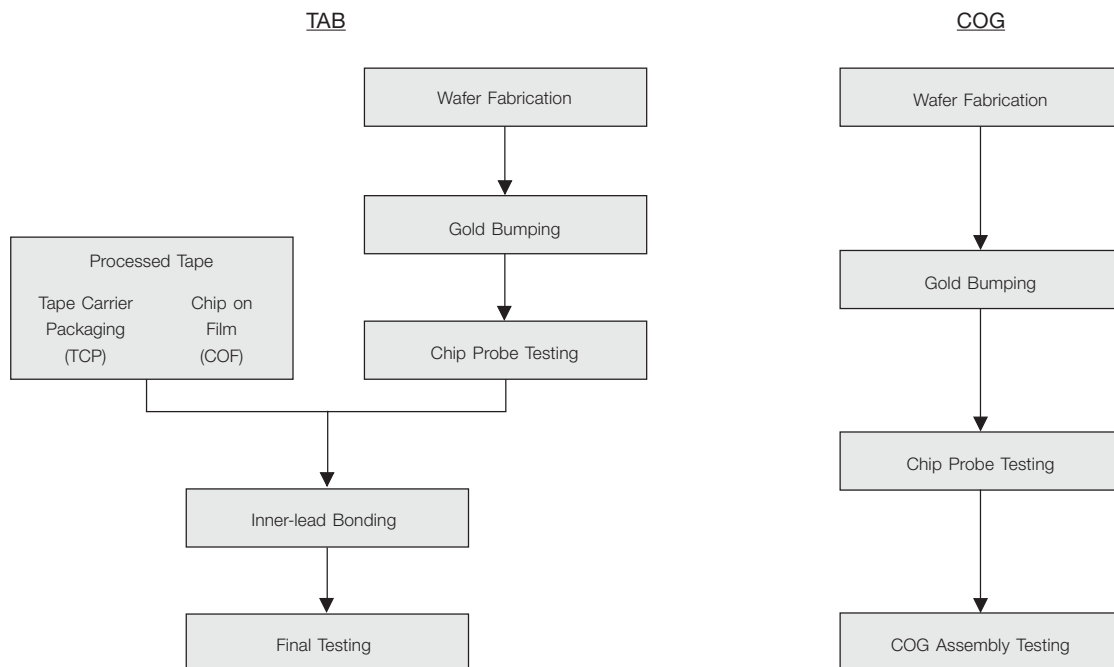 TAB
Wafer Fabrication
Gold Bumping
Processed Tape
Tape Carrier
Packaging
(TCP)
Chip on
Film
(COF)
Chip Probe Testing
Inner-lead Bonding
Final Testing
COG
Wafer Fabrication
Gold Bumping
Chip Probe Testing
COG Assembly Testing